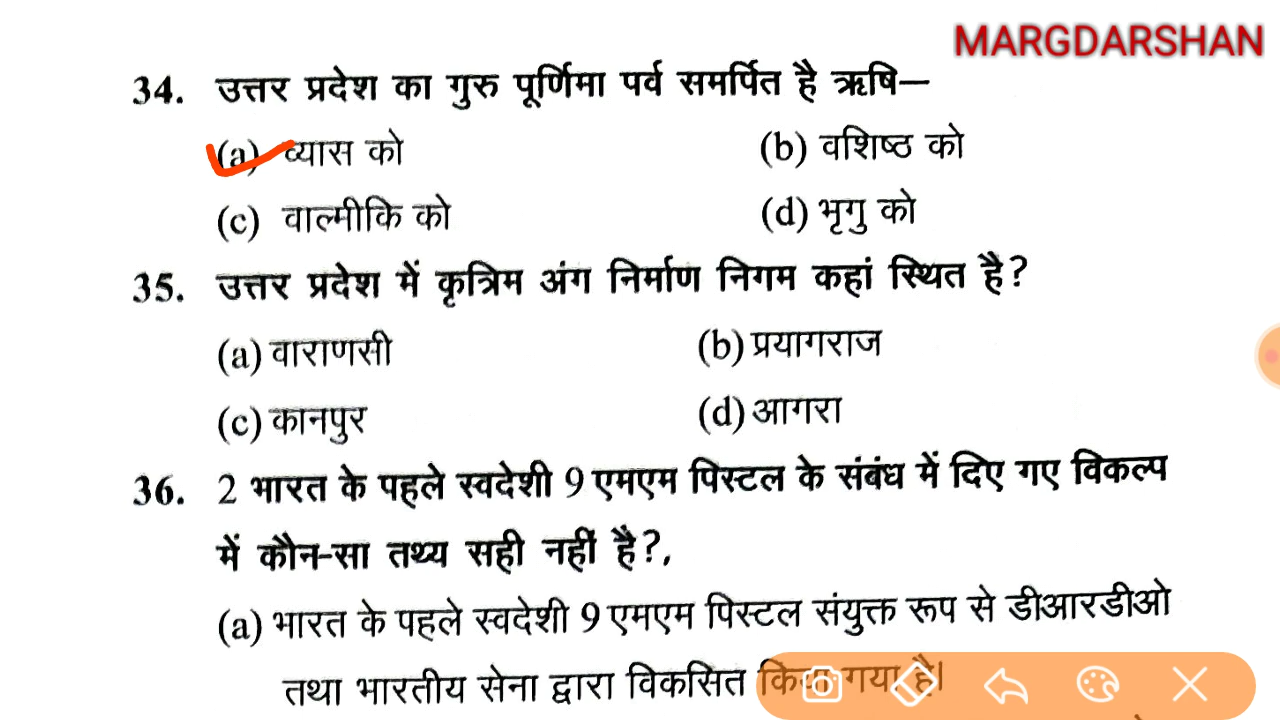 MARGDARSHAN
34. उत्तर प्रदेश का गुरु पूर्णिमा पर्व समर्पित है ऋषि–
(a) व्यास को (b) वशिष्ठ को
(c) वाल्मीकि को (d) भृगु को
35. उत्तर प्रदेश में कृत्रिम अंग निर्माण निगम कहां स्थित है?
(a) वाराणसी (b) प्रयागराज
(c) कानपुर (d) आगरा
36. 2 भारत के पहले स्वदेशी 9 एमएम पिस्टल के संबंध में दिए गए विकल्प
में कौन-सा तथ्य सही नहीं है?,
(a) भारत के पहले स्वदेशी 9 एमएम पिस्टल संयुक्त रूप से डीआरडीओ
तथा भारतीय सेना द्वारा विकसित किया गया है।